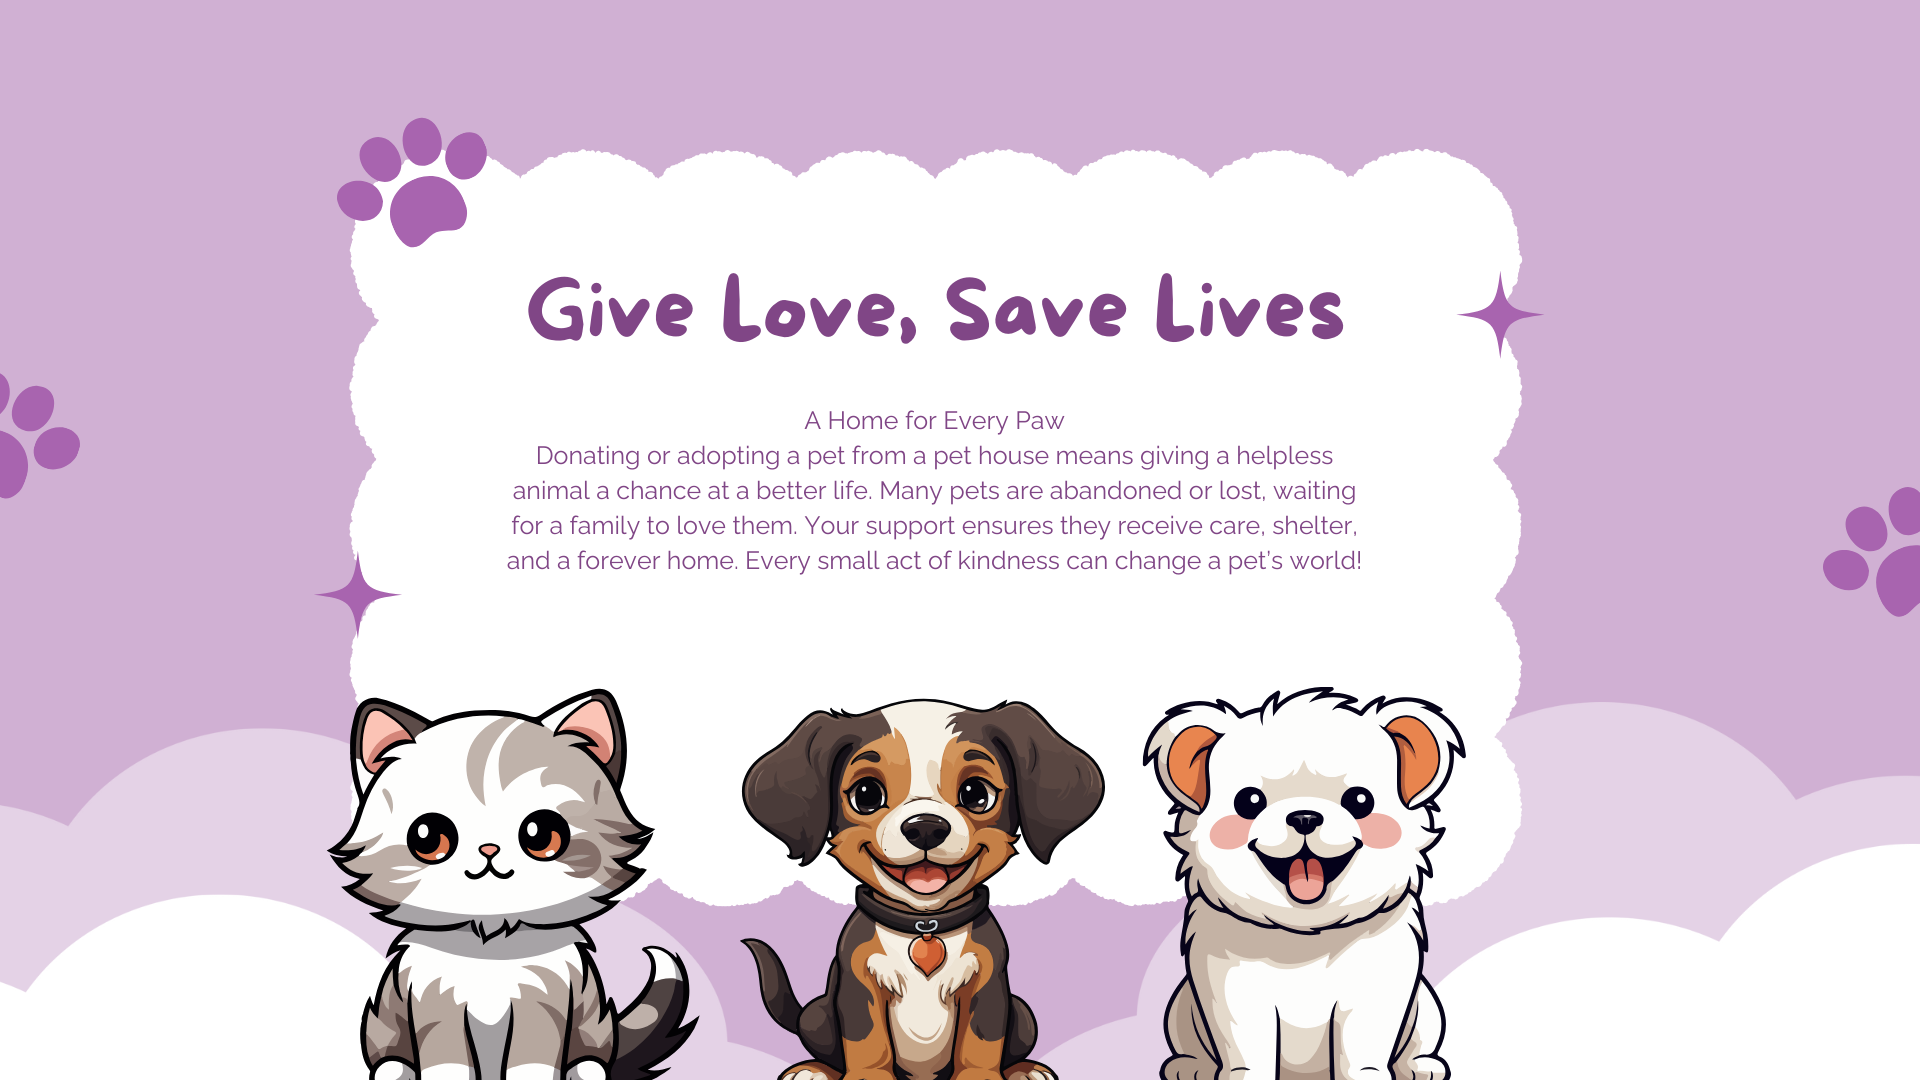 Give Love, Save Lives
A Home for Every Paw
Donating or adopting a pet from a pet house means giving a helpless
animal a chance at a better life. Many pets are abandoned or lost, waiting
for a family to love them. Your support ensures they receive care, shelter,
and a forever home. Every small act of kindness can change a pet’s world!